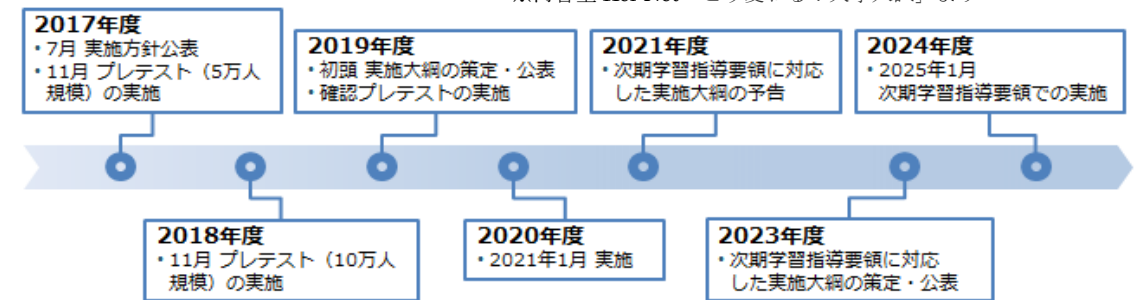 2017年度
・7月 実施方針公表
・11月 プレテスト（5万人
規模）の実施
2019年度
・初頭 実施大綱の策定・公表
・確認プレテストの実施
2021年度
・次期学習指導要領に対応
した実施大綱の予告
2024年度
・2025年1月
次期学習指導要領での実施
2018年度
・11月 プレテスト（10万人
規模）の実施
2020年度
・2021年1月 実施
2023年度
・次期学習指導要領に対応
した実施大綱の策定・公表